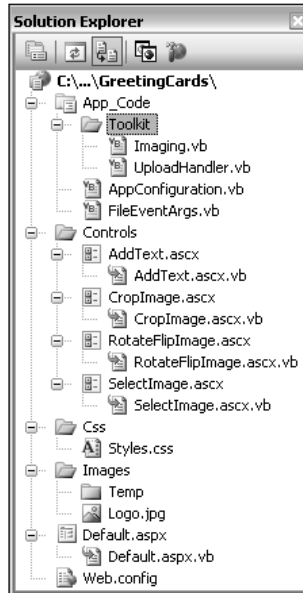 Solution Explorer
C:\...\GreetingCards\
App_Code
Toolkit
Imaging.vb
UploadHandler.vb
AppConfiguration.vb
FileEventArgs.vb
Controls
AddText.ascx
AddText.ascx.vb
CropImage.ascx
CropImage.ascx.vb
RotateFlipImage.ascx
RotateFlipImage.ascx.vb
SelectImage.ascx
SelectImage.ascx.vb
Css
Styles.css
Images
Temp
Logo.jpg
Default.aspx
Default.aspx.vb
Web.config